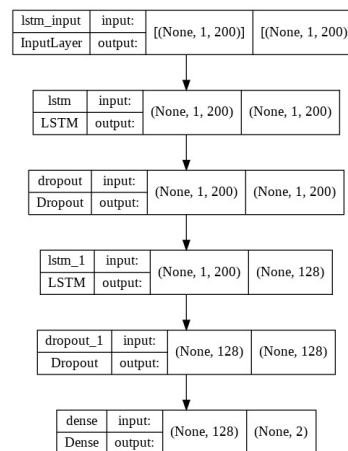 lstm_input input: [(None, 1, 200)] [(None, 1, 200)]
InputLayer output:
lstm input: (None, 1, 200) (None, 1, 200)
LSTM output:
dropout input: (None, 1, 200) (None, 1, 200)
Dropout output:
lstm_1 input: (None, 1, 200) (None, 128)
LSTM output:
dropout_1 input: (None, 128) (None, 128)
Dropout output:
dense input: (None, 128) (None, 2)
Dense output: